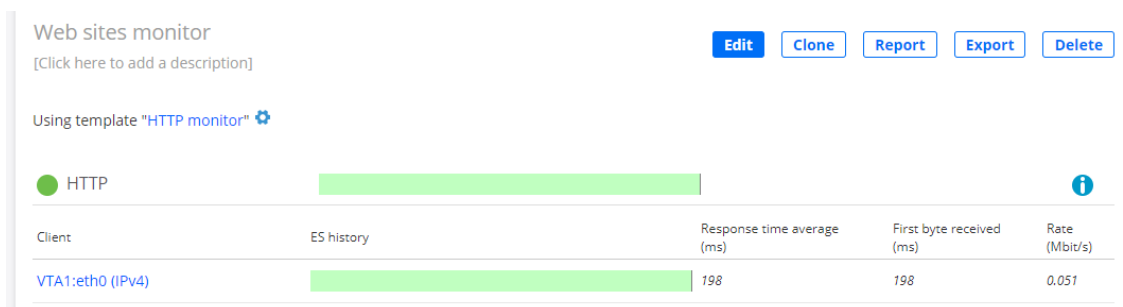 Web sites monitor
[Click here to add a description]
Edit Clone Report Export Delete
Using template "HTTP monitor"
HTTP
Client ES history Response time average (ms) First byte received (ms) Rate (Mbit/s)
VTA1:eth0 (IPv4) 198 198 0.051